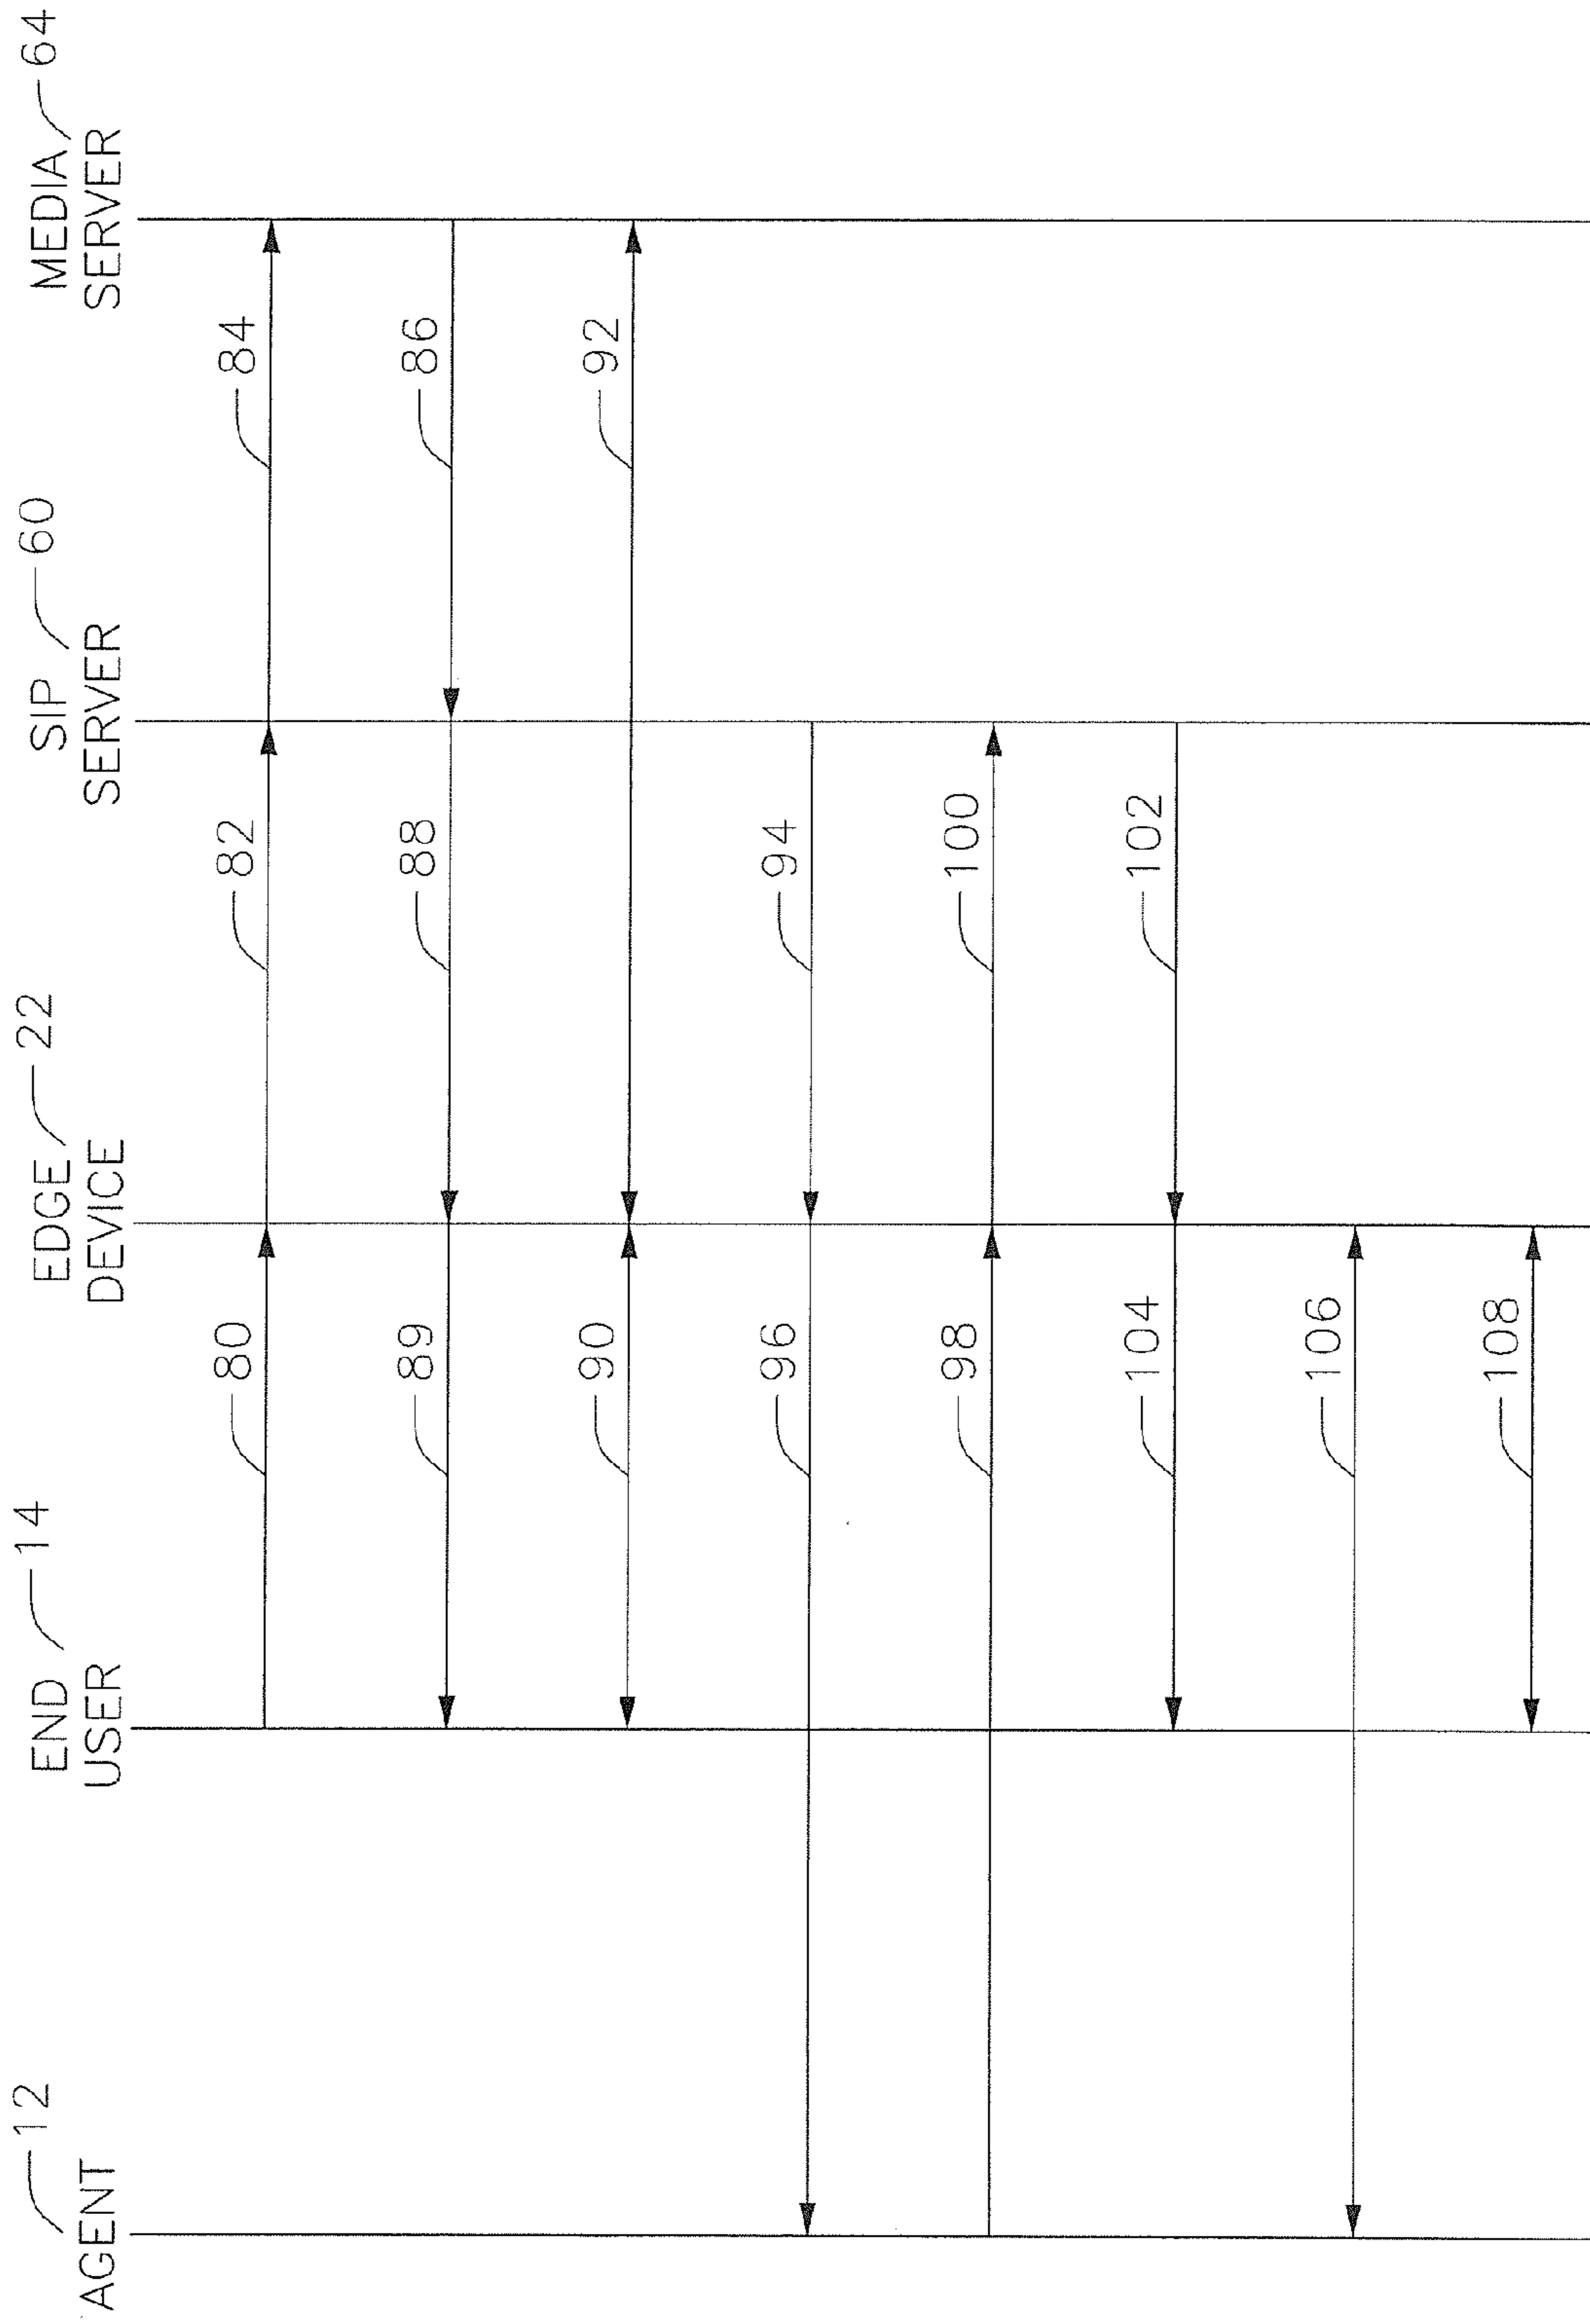 AGENT
12
END
USER
14
EDGE
DEVICE
22
SIP
SERVER
60
MEDIA
SERVER
64
80
82
84
89
88
86
90
92
96
94
98
100
104
102
106
108